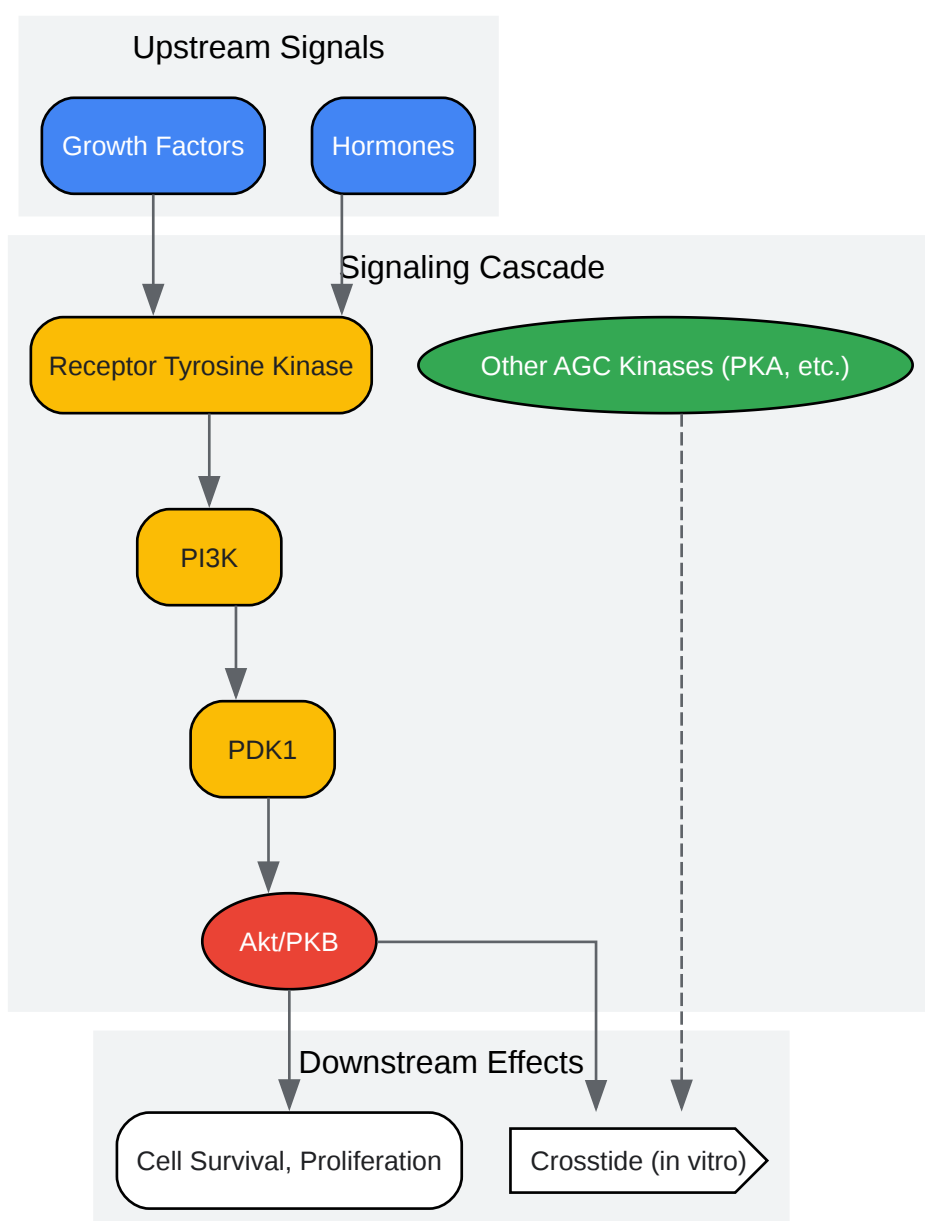 Upstream Signals
Growth Factors
Hormones
Signaling Cascade
Receptor Tyrosine Kinase
Other AGC Kinases (PKA, etc.)
PI3K
PDK1
Akt/PKB
Downstream Effects
Cell Survival, Proliferation
Crosstide (in vitro)